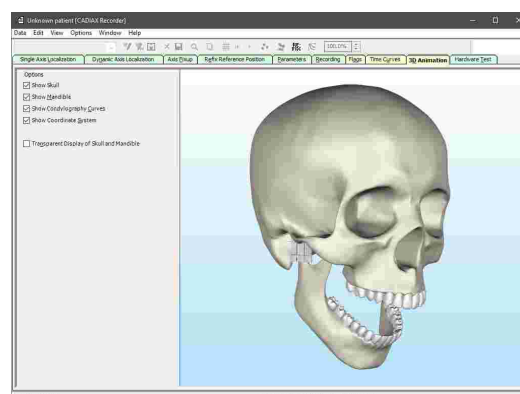 Unknown patient [CADIAX Recorder]
Data Edit View Options Window Help
100.0%
Single Axis Localization Dynamic Axis Localization Axis Pinup Refix Reference Position Parameters Recording Flags Time Curves 3D Animation Hardware Test
Options
Show Skull
Show Mandible
Show Condylography Curves
Show Coordinate System
Transparent Display of Skull and Mandible